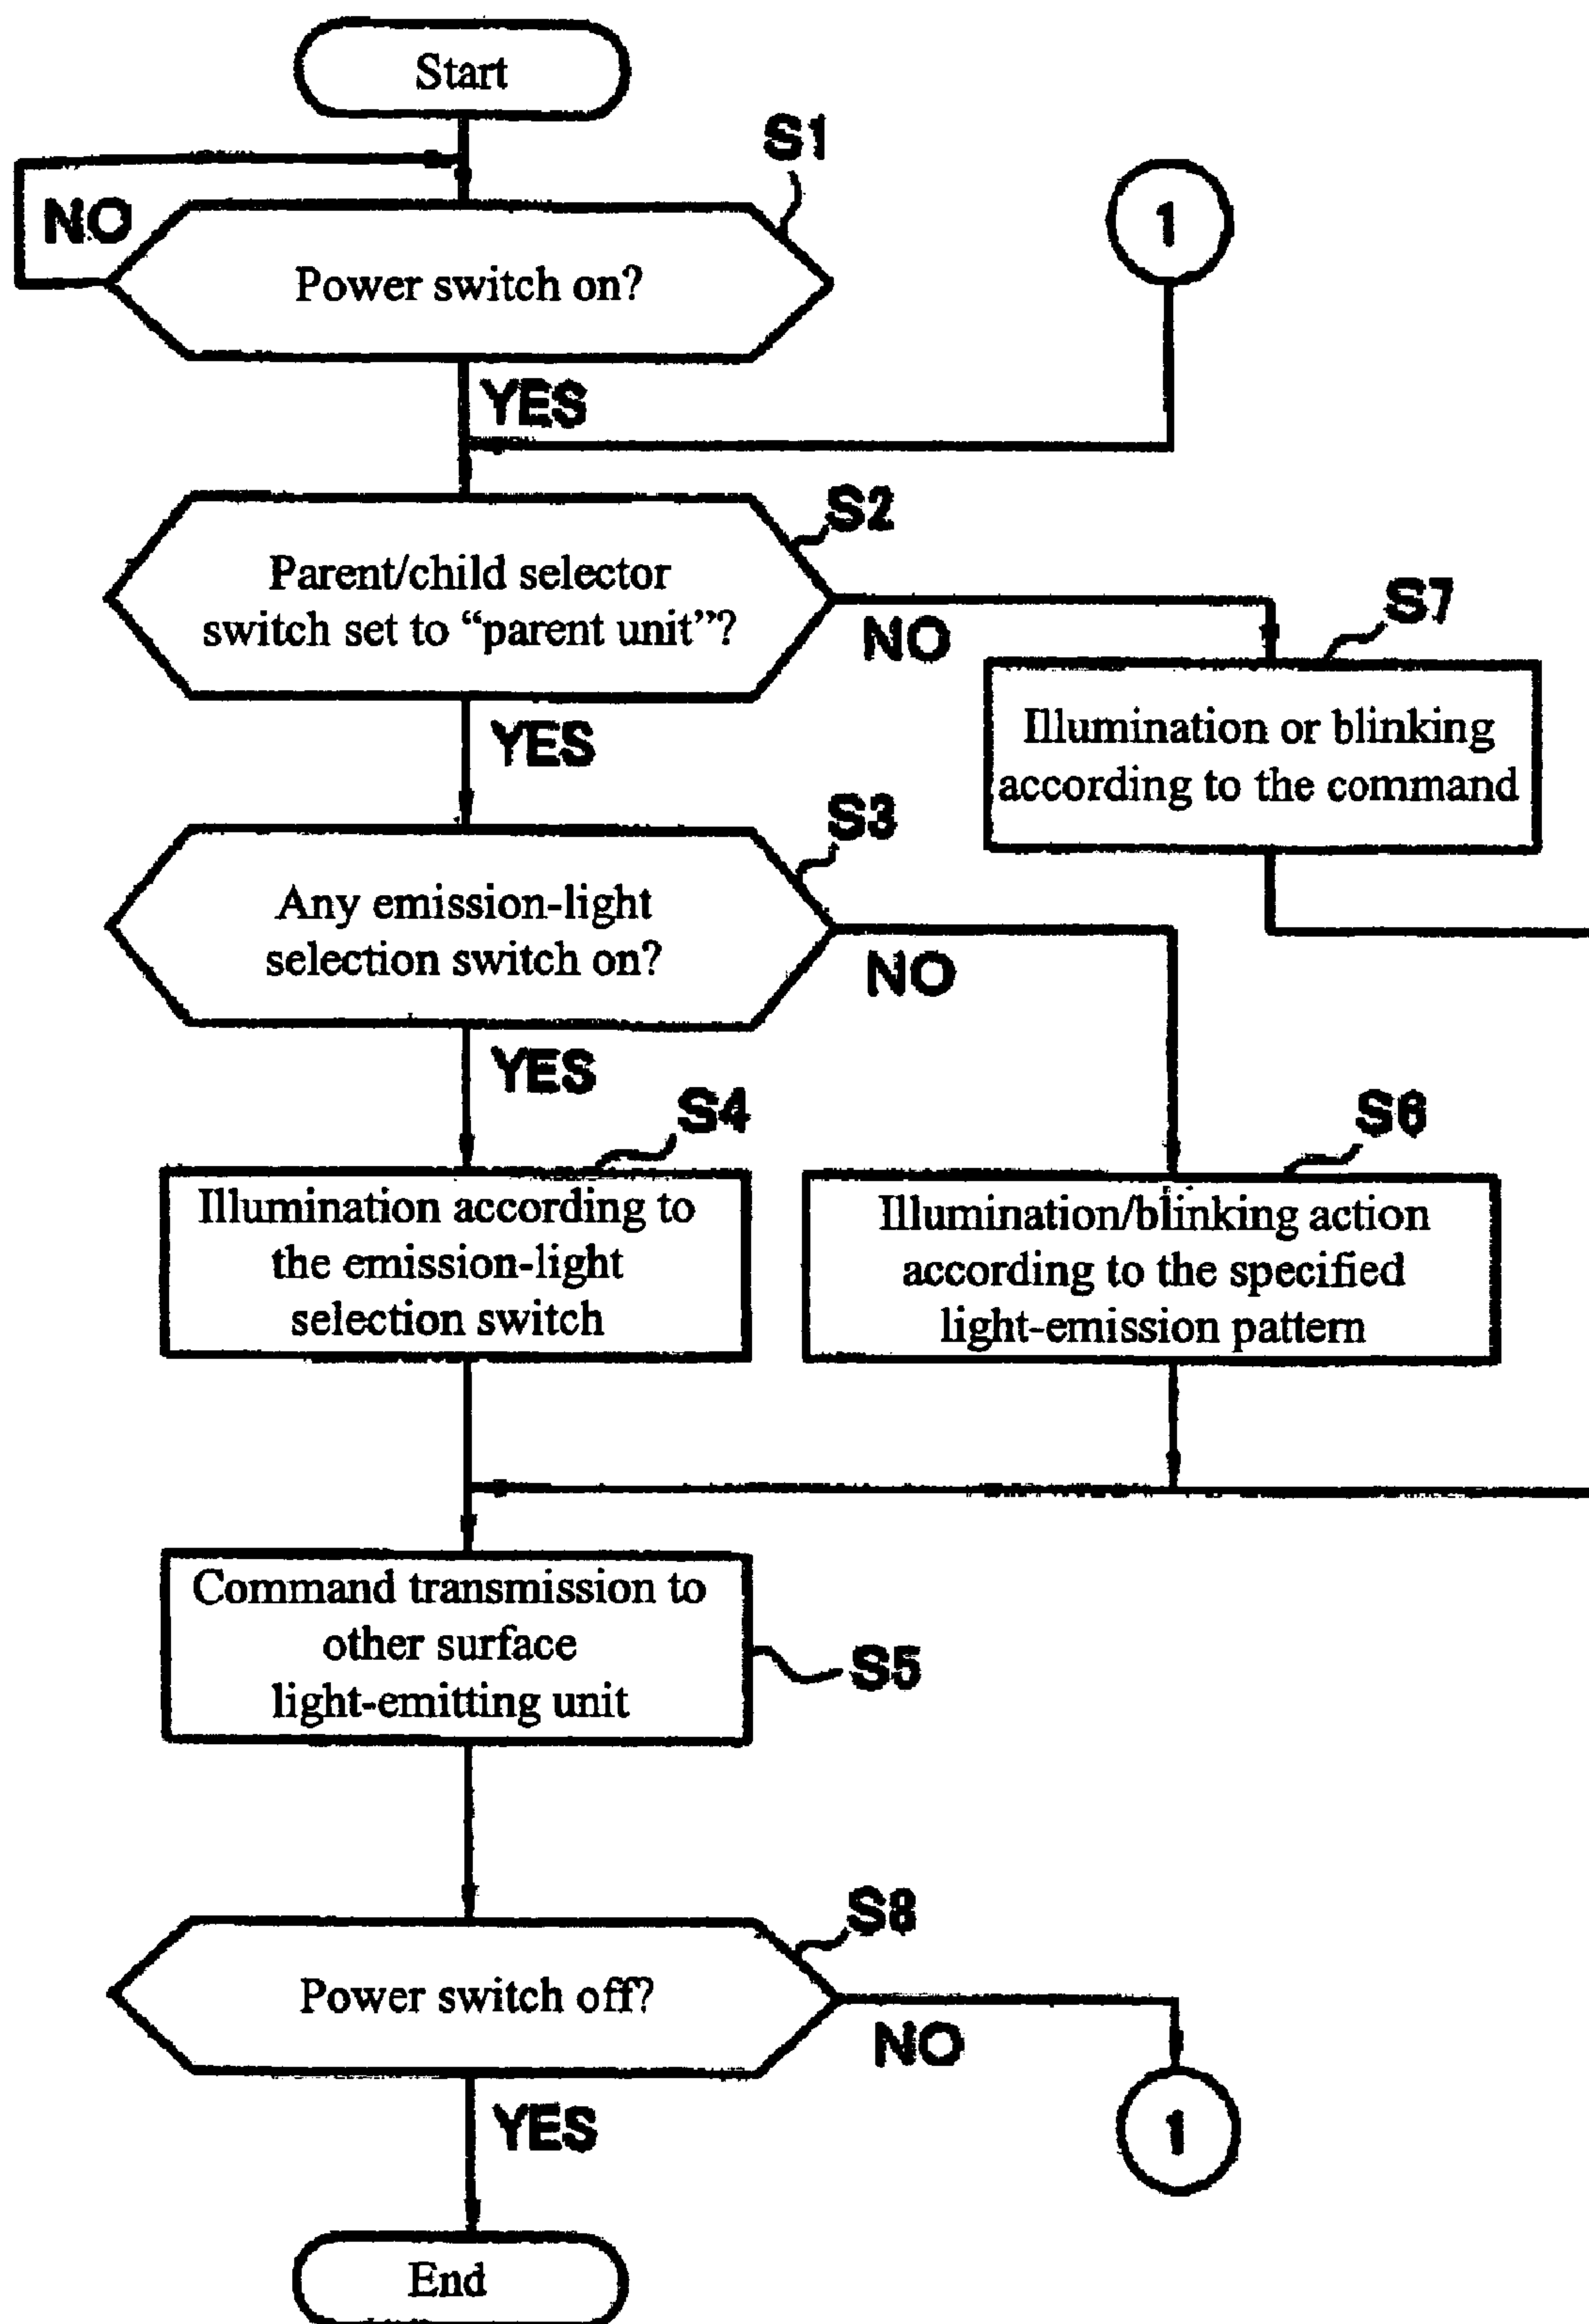 Start
S1
NO
Power switch on?
1
YES
S2
Parent/child selector
switch set to “parent unit”?
NO
S7
YES
Illumination or blinking
according to the command
S3
Any emission-light
selection switch on?
NO
YES
S4
S6
Illumination according to
the emission-light
selection switch
Illumination/blinking action
according to the specified
light-emission pattern
Command transmission to
other surface
light-emitting unit
S5
S8
Power switch off?
NO
YES
1
End